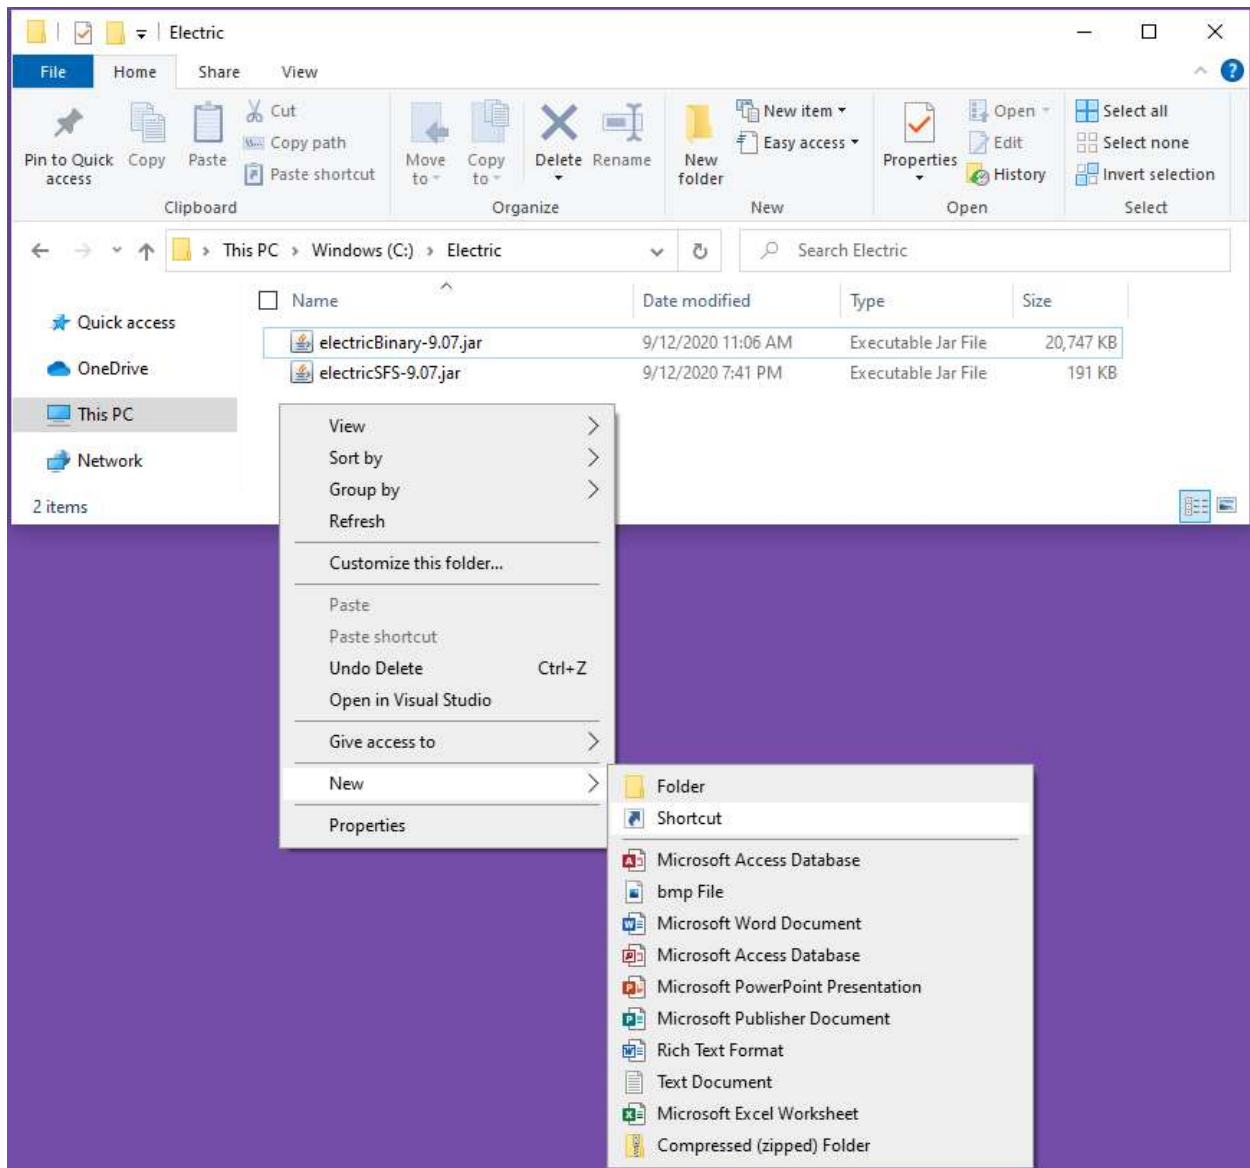 Electric
File Home Share View
Pin to Quick access
Copy
Paste
Cut
Copy path
Paste shortcut
Clipboard
Move to
Copy to
Delete
Rename
Organize
New folder
New item
Easy access
New
Properties
Open
Edit
History
Open
Select all
Select none
Invert selection
Select
This PC > Windows (C:) > Electric
Search Electric
Quick access
OneDrive
This PC
Network
Name Date modified Type Size
electricBinary-9.07.jar 9/12/2020 11:06 AM Executable Jar File 20,747 KB
electricSFS-9.07.jar 9/12/2020 7:41 PM Executable Jar File 191 KB
2 items
View
Sort by
Group by
Refresh
Customize this folder...
Paste
Paste shortcut
Undo Delete Ctrl+Z
Open in Visual Studio
Give access to
New
Properties
Folder
Shortcut
Microsoft Access Database
bmp File
Microsoft Word Document
Microsoft Access Database
Microsoft PowerPoint Presentation
Microsoft Publisher Document
Rich Text Format
Text Document
Microsoft Excel Worksheet
Compressed (zipped) Folder